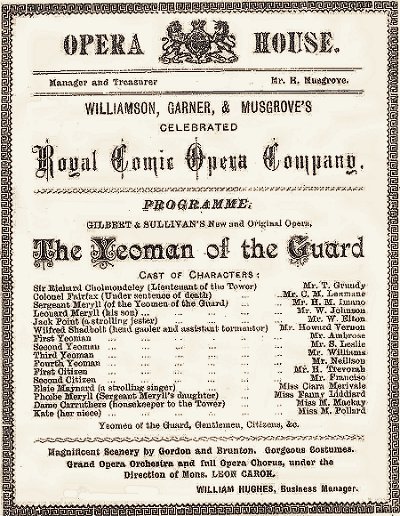 OPERA HOUSE.
Manager and Treasurer Mr. H. Musgrove.
WILLIAMSON, GARNER, & MUSGROVE'S
CELEBRATED
Royal Comic Opera Company.
PROGRAMME:
GILBERT & SULLIVAN'S New and Original Opera,
The Yeoman of the Guard
CAST OF CHARACTERS:
Sir Richard Cholmondeley (Lieutenant of the Tower) Mr. T. Grundy
Colonel Fairfax (Under sentence of death) ... ...Mr. C. M. Leumane
Sergeant Meryll (of the Yeomen of the Guard) ... Mr. H. M. Imano
Leonard Meryll (his son) ... ... ... ... Mr. W. Johnson
Jack Point (a strolling jester) ... ... ... Mr. W. Elton
Wilfred Shadbolt (head gaoler and assistant tormentor) Mr. Howard Vernon
First Yeoman ... ... ... ... ... ... Mr. Ambrose
Second Yeoman ... ... ... ... ... ... Mr. S. Leslie
Third Yeoman ... ... ... ... ... ... Mr. Williams
Fourth Yeoman ... ... ... ... ... ... Mr. Neillson
First Citizen ... ... ... ... ... ... Mr. H. Trevorah
Second Citizen ... ... ... ... ... ... Mr. Francise
Elsie Maynard (a strolling singer) ... ... Miss Clara Merivale
Phoebe Meryll (Sergeant Meryll's daughter) Miss Fanny Liddiard
Dame Carruthers (housekeeper to the Tower) Miss M. Mackay
Kate (her niece) ... ... ... ... ... Miss M. Pollard
Yeomen of the Guard, Gentlemen, Citizens, &c.
Magnificent Scenery by Gordon and Brunton. Gorgeous Costumes.
Grand Opera Orchestra and full Opera Chorus, under the
Direction of Mons. LEON CARON.
WILLIAM HUGHES, Business Manager.